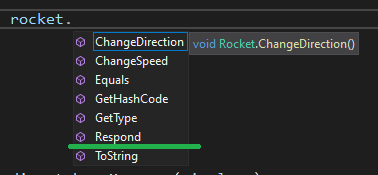 rocket.
ChangeDirection void Rocket.ChangeDirection()
ChangeSpeed
Equals
GetHashCode
GetType
Respond
ToString